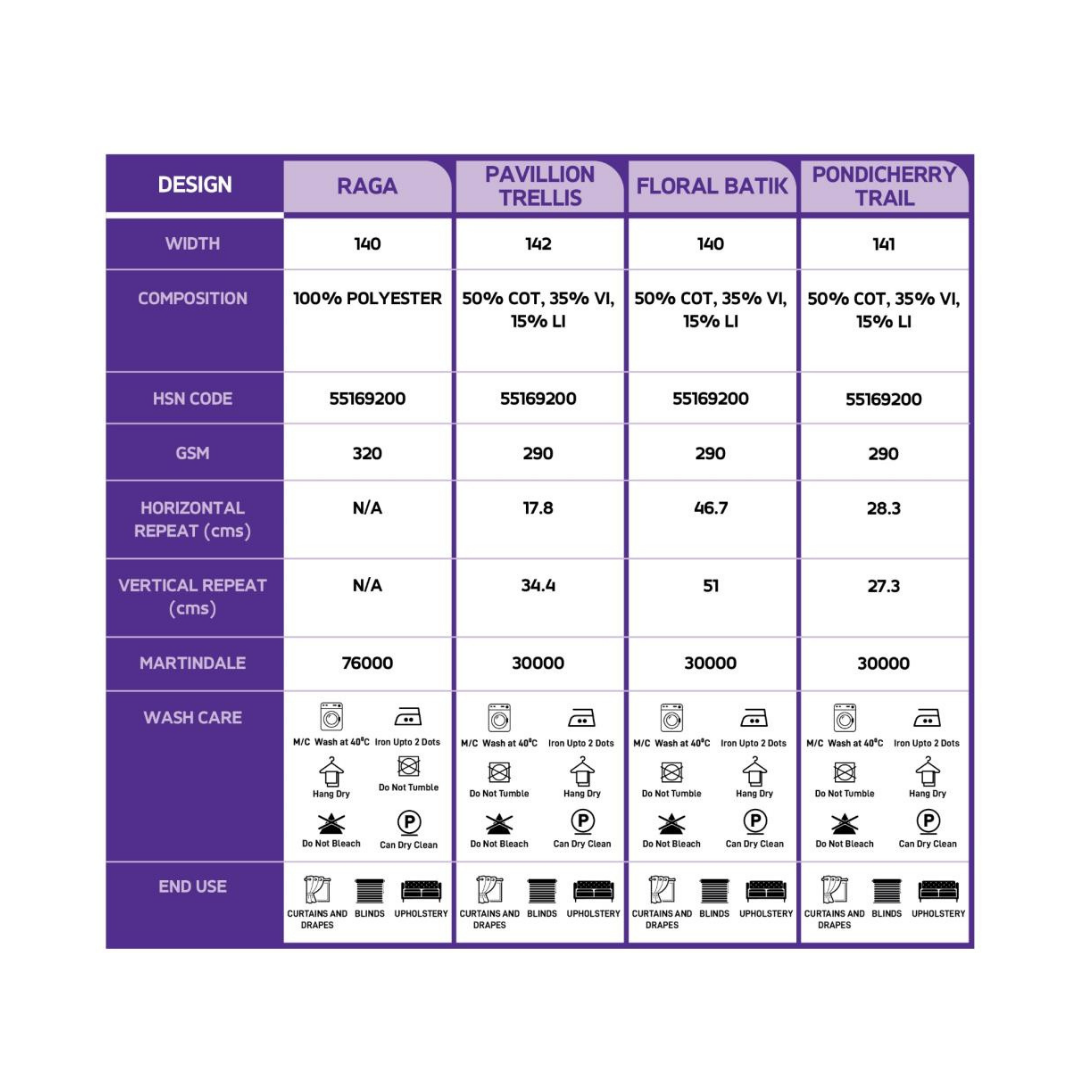 DESIGN RAGA PAVILLION TRELLIS FLORAL BATIK PONDICHERRY TRAIL
WIDTH 140 142 140 141
COMPOSITION 100% POLYESTER 50% COT, 35% VI, 15% LI 50% COT, 35% VI, 15% LI 50% COT, 35% VI, 15% LI
HSN CODE 55169200 55169200 55169200 55169200
GSM 320 290 290 290
HORIZONTAL REPEAT (cms) N/A 17.8 46.7 28.3
VERTICAL REPEAT (cms) N/A 34.4 51 27.3
MARTINDALE 76000 30000 30000 30000
WASH CARE
M/C Wash at 40°C Iron Upto 2 Dots M/C Wash at 40°C Iron Upto 2 Dots M/C Wash at 40°C Iron Upto 2 Dots M/C Wash at 40°C Iron Upto 2 Dots
Hang Dry Do Not Tumble Do Not Tumble Hang Dry Do Not Tumble Hang Dry Do Not Tumble Hang Dry
P P P P
Do Not Bleach Can Dry Clean Do Not Bleach Can Dry Clean Do Not Bleach Can Dry Clean Do Not Bleach Can Dry Clean
END USE
CURTAINS AND DRAPES BLINDS UPHOLSTERY CURTAINS AND DRAPES BLINDS UPHOLSTERY CURTAINS AND DRAPES BLINDS UPHOLSTERY CURTAINS AND DRAPES BLINDS UPHOLSTERY